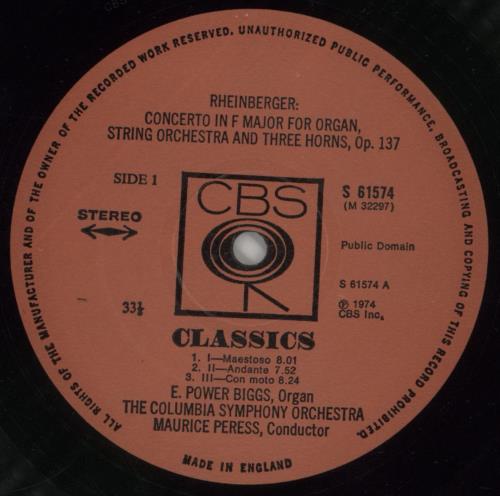 ALL RIGHTS OF THE MANUFACTURER AND OF THE OWNER OF THE RECORDED WORK RESERVED. UNAUTHORIZED PUBLIC PERFORMANCE, BROADCASTING AND COPYING OF THIS RECORD PROHIBITED.
RHEINBERGER:
CONCERTO IN F MAJOR FOR ORGAN,
STRING ORCHESTRA AND THREE HORNS, Op. 137
SIDE 1
CBS
S 61574
(M 32297)
STEREO
Public Domain
S 61574 A
33⅓
℗ 1974
CBS Inc.
CLASSICS
1. I—Maestoso 8.01
2. II—Andante 7.52
3. III—Con moto 8.24
E. POWER BIGGS, Organ
THE COLUMBIA SYMPHONY ORCHESTRA
MAURICE PERESS, Conductor
MADE IN ENGLAND